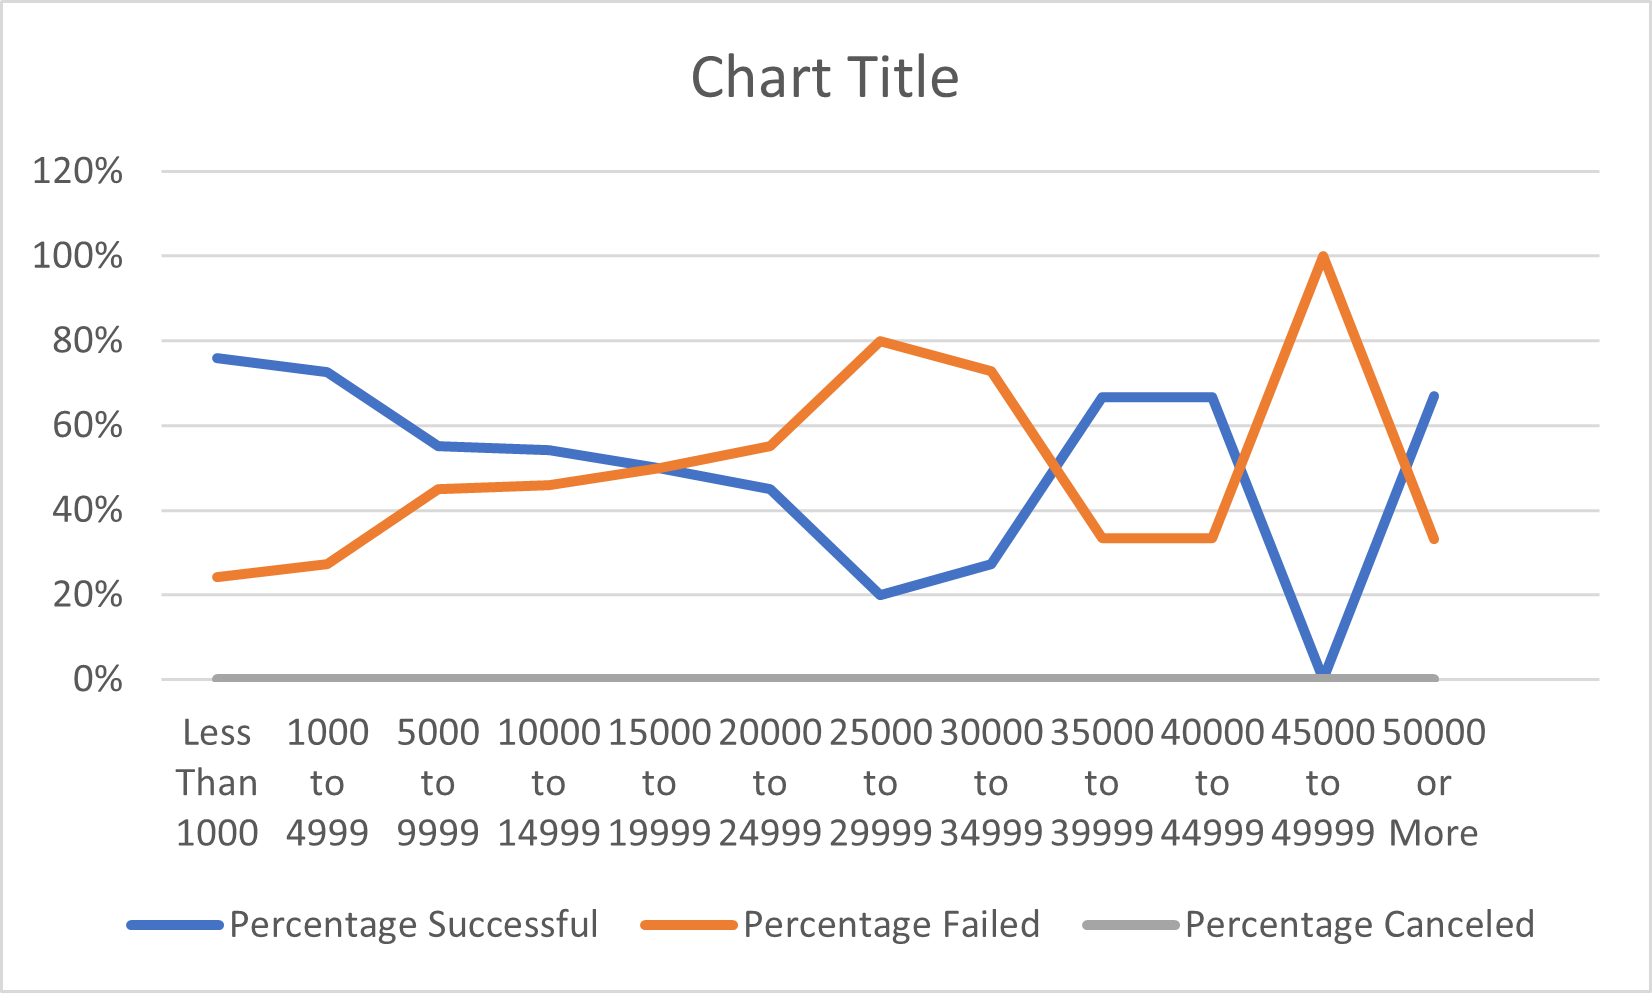 Chart Title
120%
100%
80%
60%
40%
20%
0%
Less Than 1000
1000 to 4999
5000 to 9999
10000 to 14999
15000 to 19999
20000 to 24999
25000 to 29999
30000 to 34999
35000 to 39999
40000 to 44999
45000 to 49999
50000 or More
Percentage Successful
Percentage Failed
Percentage Canceled